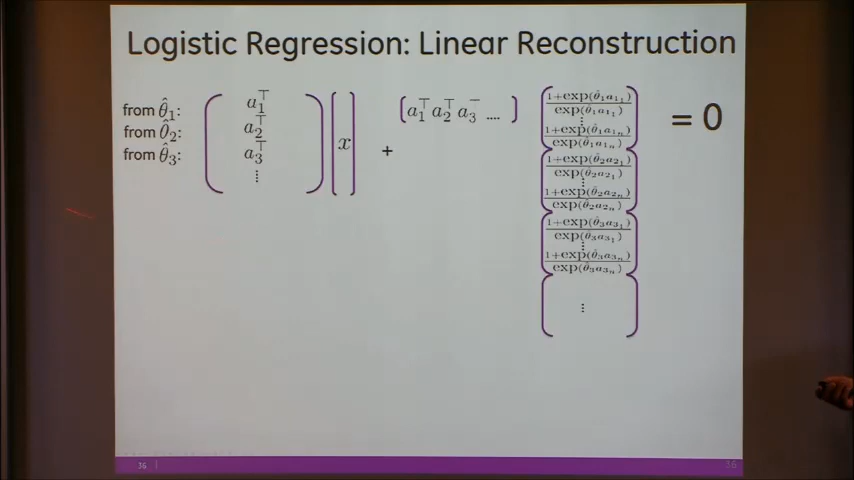 Logistic Regression: Linear Reconstruction
from θ̂₁:
from θ̂₂:
from θ̂₃:
a₁ᵀ
a₂ᵀ
a₃ᵀ
⋮
x
+
a₁ᵀ a₂ᵀ a₃ᵀ ....
1+exp(θ̂₁a₁₁)
exp(θ̂₁a₁₁)
⋮
1+exp(θ̂₁a₁ₙ)
exp(θ̂₁a₁ₙ)
1+exp(θ̂₂a₂₁)
exp(θ̂₂a₂₁)
⋮
1+exp(θ̂₂a₂ₙ)
exp(θ̂₂a₂ₙ)
1+exp(θ̂₃a₃₁)
exp(θ̂₃a₃₁)
⋮
1+exp(θ̂₃a₃ₙ)
exp(θ̂₃a₃ₙ)
⋮
= 0
36
36